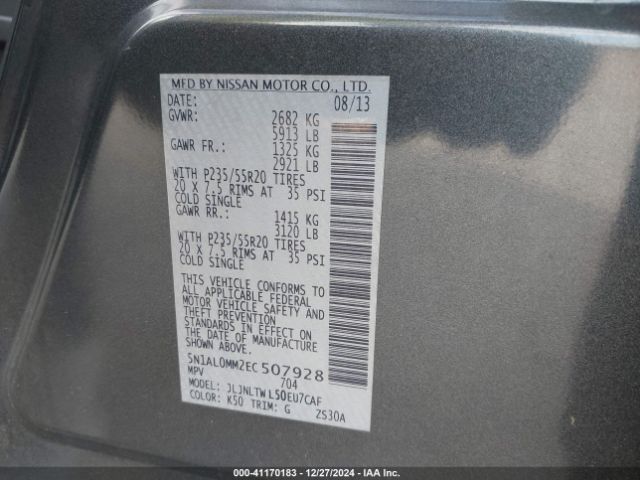 MFD BY NISSAN MOTOR CO., LTD.
DATE: 08/13
GVWR: 2682 KG
5913 LB
GAWR FR.: 1325 KG
2921 LB
WITH P235/55R20 TIRES
20 X 7.5 RIMS AT 35 PSI
COLD SINGLE
GAWR RR.: 1415 KG
3120 LB
WITH P235/55R20 TIRES
20 X 7.5 RIMS AT 35 PSI
COLD SINGLE
THIS VEHICLE CONFORMS TO
ALL APPLICABLE FEDERAL
MOTOR VEHICLE SAFETY AND
THEFT PREVENTION
STANDARDS IN EFFECT ON
THE DATE OF MANUFACTURE
SHOWN ABOVE.
5N1AL0MM2EC507928
MPV 704
MODEL: JLJNLTWL50EU7CAF
COLOR: K50 TRIM: G ZS30A
000-41170183 - 12/27/2024 - IAA Inc.